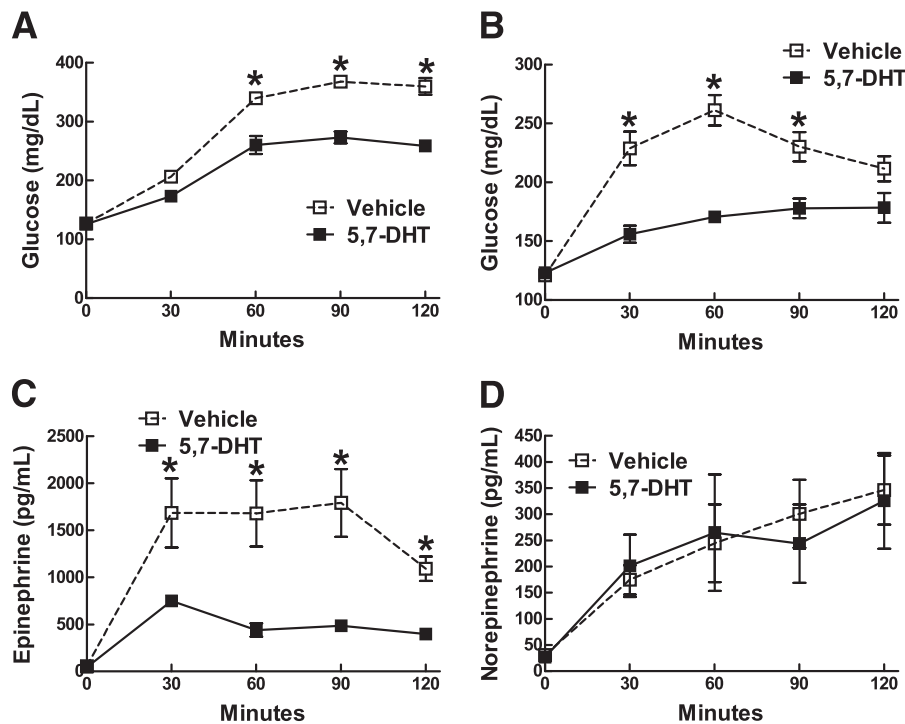 A
Glucose (mg/dL)
400
300
200
100
0
* * *
Vehicle
5,7-DHT
0 30 60 90 120
Minutes
B
Glucose (mg/dL)
300
250
200
150
100
* * *
Vehicle
5,7-DHT
0 30 60 90 120
Minutes
C
Epinephrine (pg/mL)
2500
2000
1500
1000
500
0
Vehicle
5,7-DHT
* * * *
0 30 60 90 120
Minutes
D
Norepinephrine (pg/mL)
450
400
350
300
250
200
150
100
50
0
Vehicle
5,7-DHT
0 30 60 90 120
Minutes